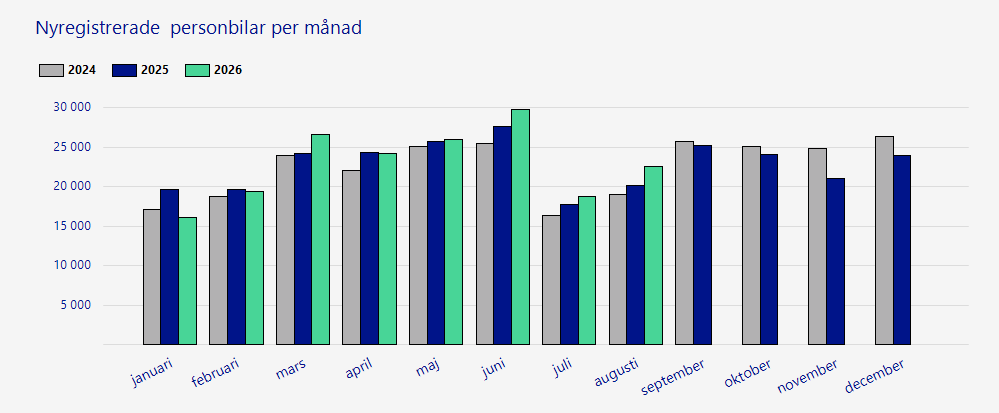 Nyregistrerade  personbilar per månad
2024 2025 2026
30 000
25 000
20 000
15 000
10 000
5 000
januari februari mars april maj juni juli augusti september oktober november december